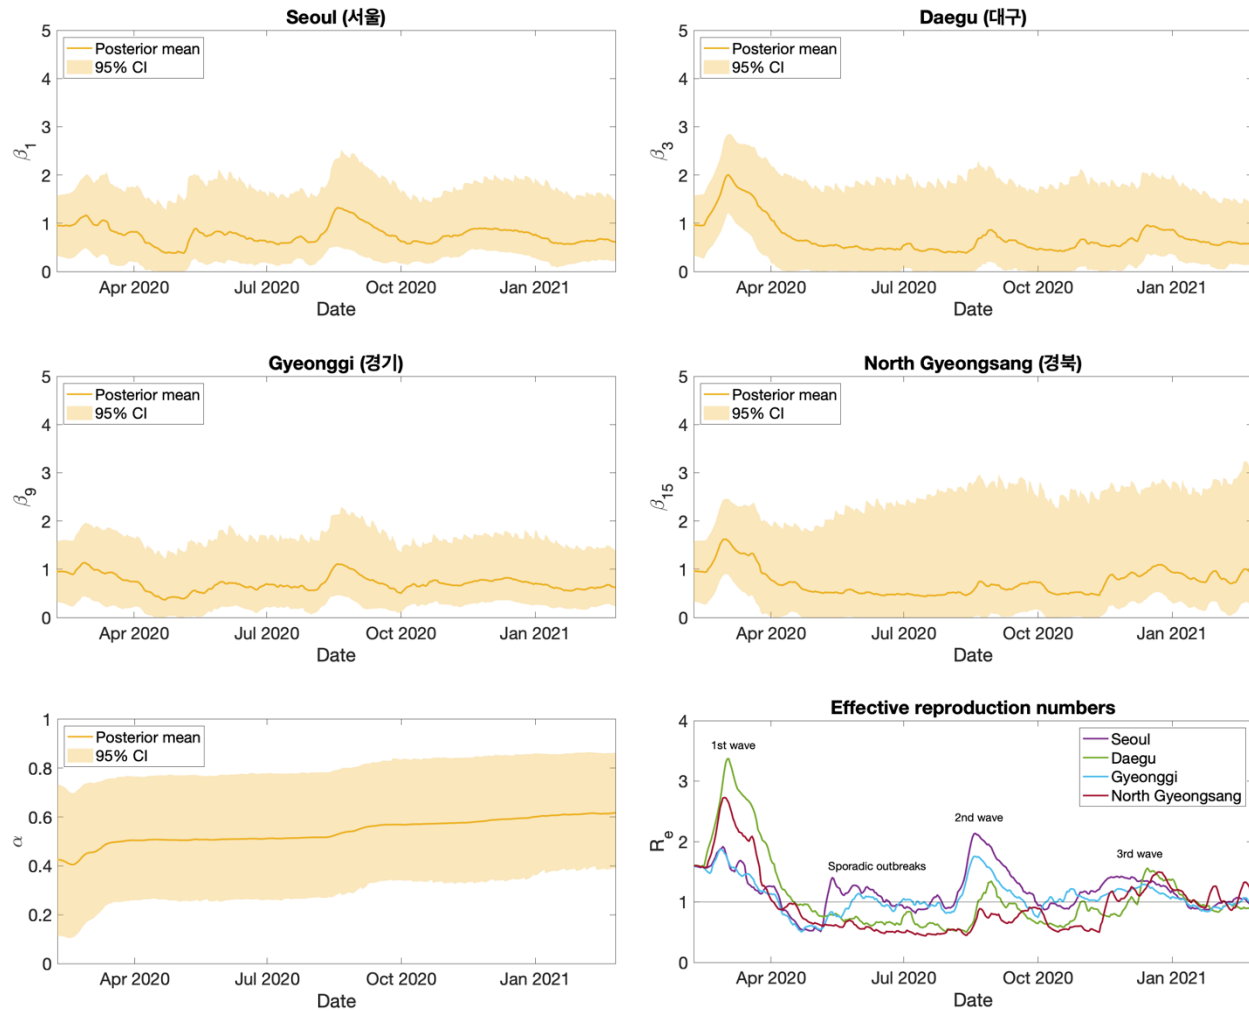 Seoul (서울)
Posterior mean
95% CI
5
4
3
2
1
0
β1
Apr 2020
Jul 2020
Oct 2020
Jan 2021
Date
Daegu (대구)
Posterior mean
95% CI
5
4
3
2
1
0
β3
Apr 2020
Jul 2020
Oct 2020
Jan 2021
Date
Gyeonggi (경기)
Posterior mean
95% CI
5
4
3
2
1
0
β9
Apr 2020
Jul 2020
Oct 2020
Jan 2021
Date
North Gyeongsang (경북)
Posterior mean
95% CI
5
4
3
2
1
0
β15
Apr 2020
Jul 2020
Oct 2020
Jan 2021
Date
Posterior mean
95% CI
1
0.8
0.6
0.4
0.2
0
α
Apr 2020
Jul 2020
Oct 2020
Jan 2021
Date
Effective reproduction numbers
Seoul
Daegu
Gyeonggi
North Gyeongsang
1st wave
2nd wave
3rd wave
Sporadic outbreaks
4
3
2
1
0
Re
Apr 2020
Jul 2020
Oct 2020
Jan 2021
Date